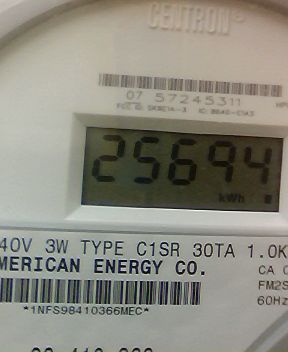 CENTRON®
07 57245311
25694
kWh
40V 3W TYPE C1SR 30TA 1.0K
MERICAN ENERGY CO.
CA 0
FM2S
60Hz
*1NFS98410366MEC*